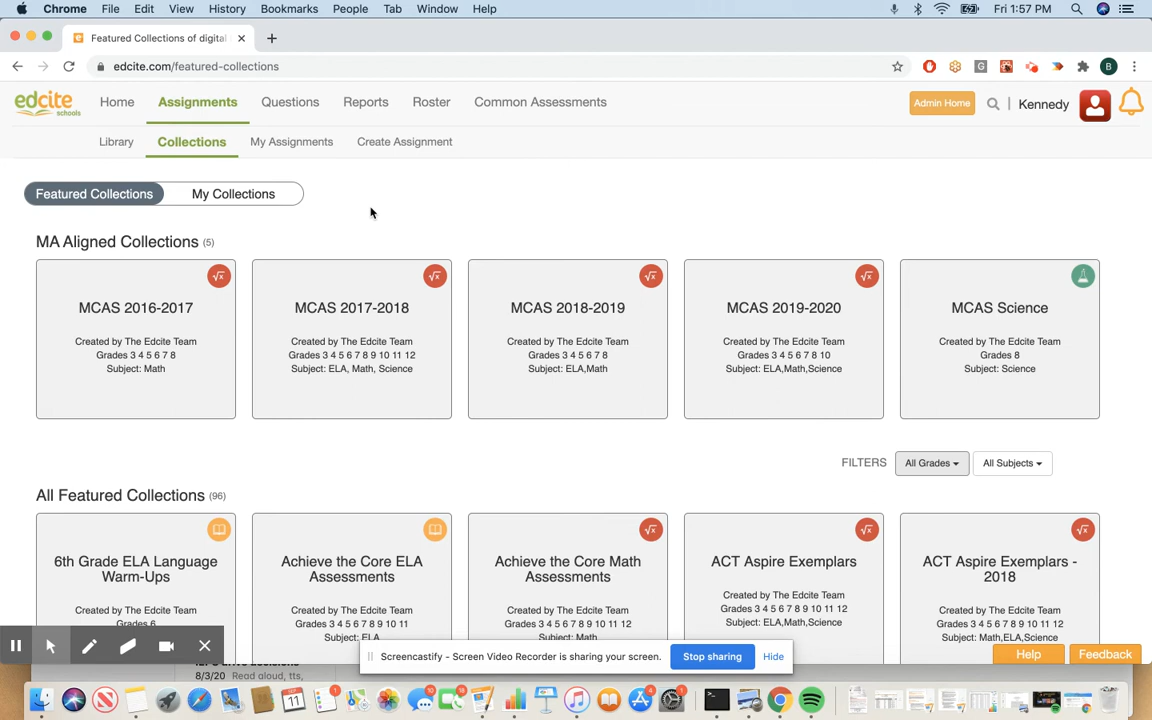 Chrome File Edit View History Bookmarks People Tab Window Help Fri 1:57 PM
Featured Collections of digital
edcite.com/featured-collections G B
edcite schools Home Assignments Questions Reports Roster Common Assessments Admin Home Kennedy
Library Collections My Assignments Create Assignment
Featured Collections My Collections
MA Aligned Collections (5)
√x √x √x √x
MCAS 2016-2017 MCAS 2017-2018 MCAS 2018-2019 MCAS 2019-2020 MCAS Science
Created by The Edcite Team Created by The Edcite Team Created by The Edcite Team Created by The Edcite Team Created by The Edcite Team
Grades 3 4 5 6 7 8 Grades 3 4 5 6 7 8 9 10 11 12 Grades 3 4 5 6 7 8 Grades 3 4 5 6 7 8 10 Grades 8
Subject: Math Subject: ELA, Math, Science Subject: ELA,Math Subject: ELA,Math,Science Subject: Science
FILTERS All Grades All Subjects
All Featured Collections (96)
√x √x √x
6th Grade ELA Language Achieve the Core ELA Achieve the Core Math ACT Aspire Exemplars ACT Aspire Exemplars -
Warm-Ups Assessments Assessments 2018
Created by The Edcite Team Created by The Edcite Team Created by The Edcite Team Created by The Edcite Team Created by The Edcite Team
Grades 6 Grades 3 4 5 6 7 8 9 10 11 Grades 3 4 5 6 7 8 9 10 11 12 Grades 3 4 5 6 7 8 9 10 11 12 Grades 3 4 5 6 7 8 9 10 11 12
Subject: ELA Subject: Math Subject: ELA,Math,Science Subject: Math,ELA,Science
Screencastify - Screen Video Recorder is sharing your screen. Stop sharing Hide
Help Feedback
8/3/20 Read aloud, tts,